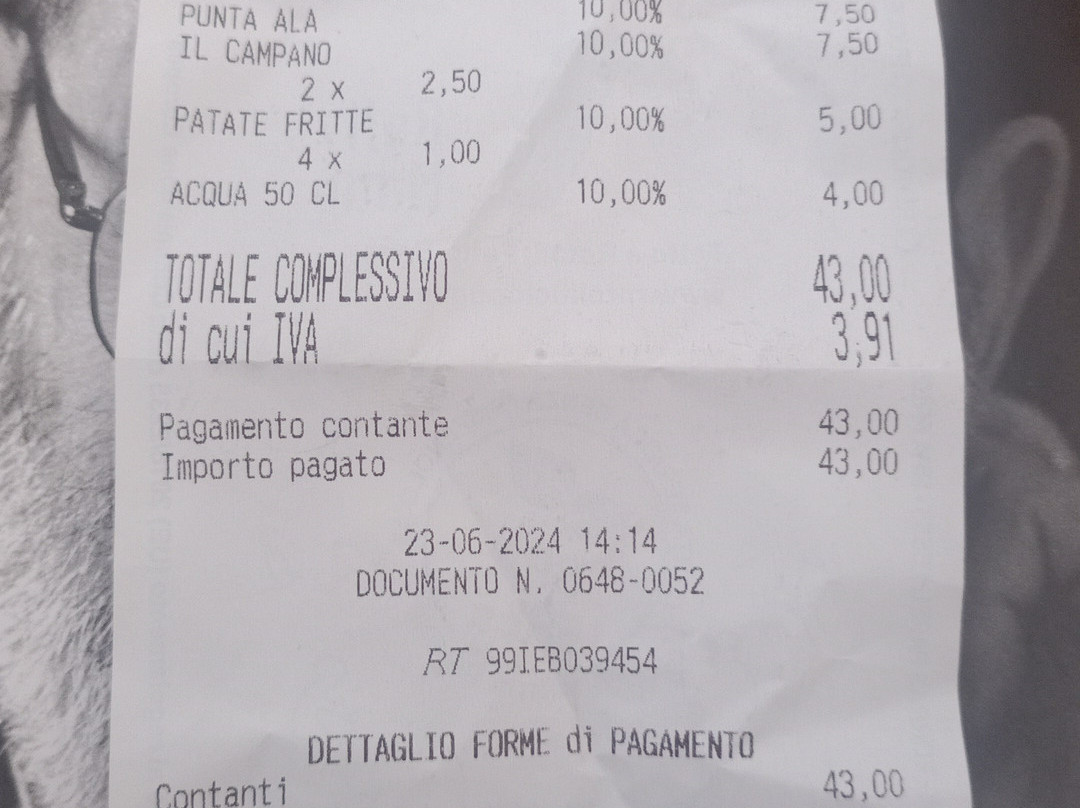 PUNTA ALA 10,00% 7,50
IL CAMPANO 10,00% 7,50
2 x 2,50
PATATE FRITTE 10,00% 5,00
4 x 1,00
ACQUA 50 CL 10,00% 4,00
TOTALE COMPLESSIVO 43,00
di cui IVA 3,91
Pagamento contante 43,00
Importo pagato 43,00
23-06-2024 14:14
DOCUMENTO N. 0648-0052
RT 99IEB039454
DETTAGLIO FORME di PAGAMENTO
Contanti 43,00